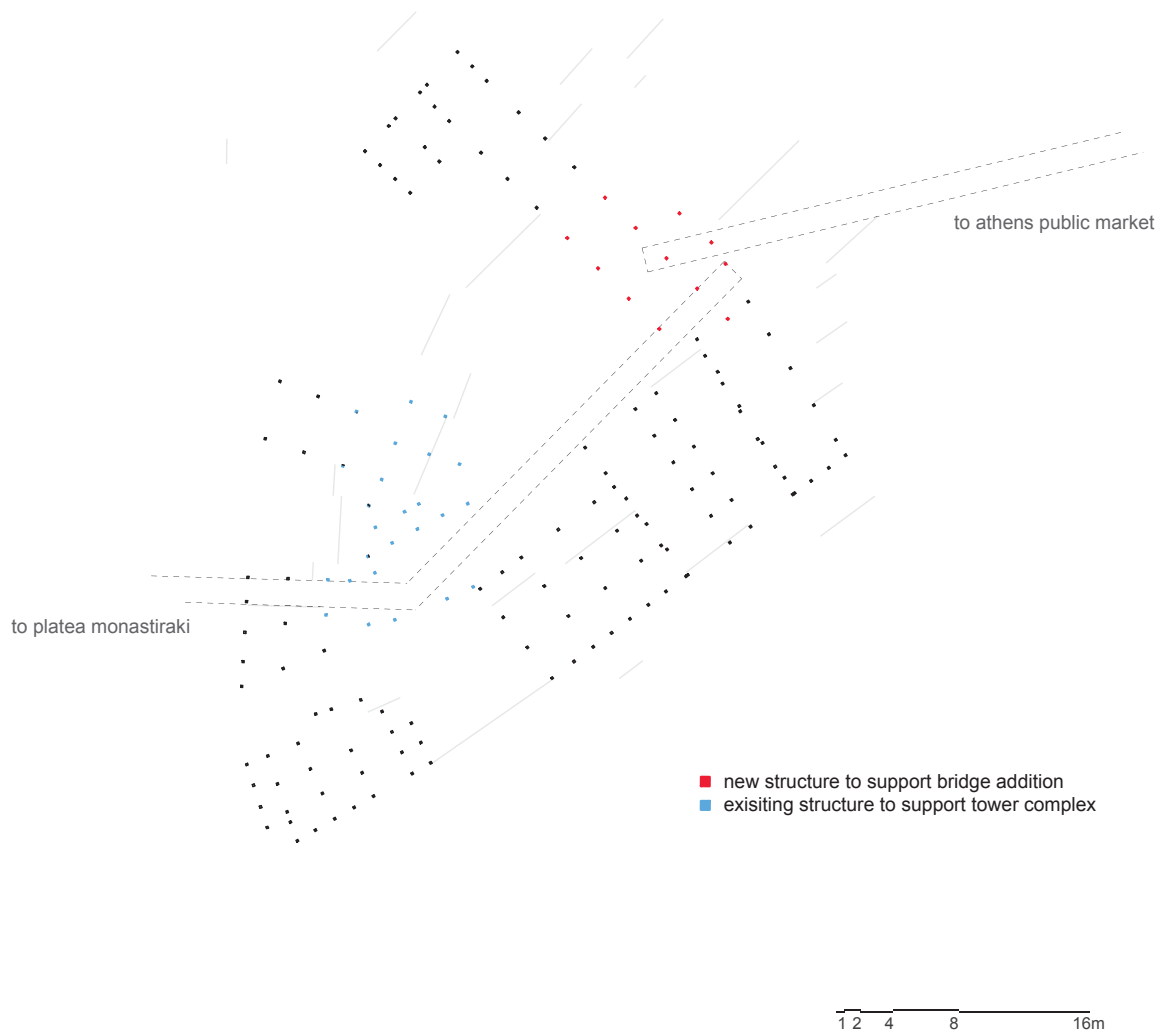 to athens public market
to platea monastiraki
new structure to support bridge addition
exisiting structure to support tower complex
1 2 4 8 16m